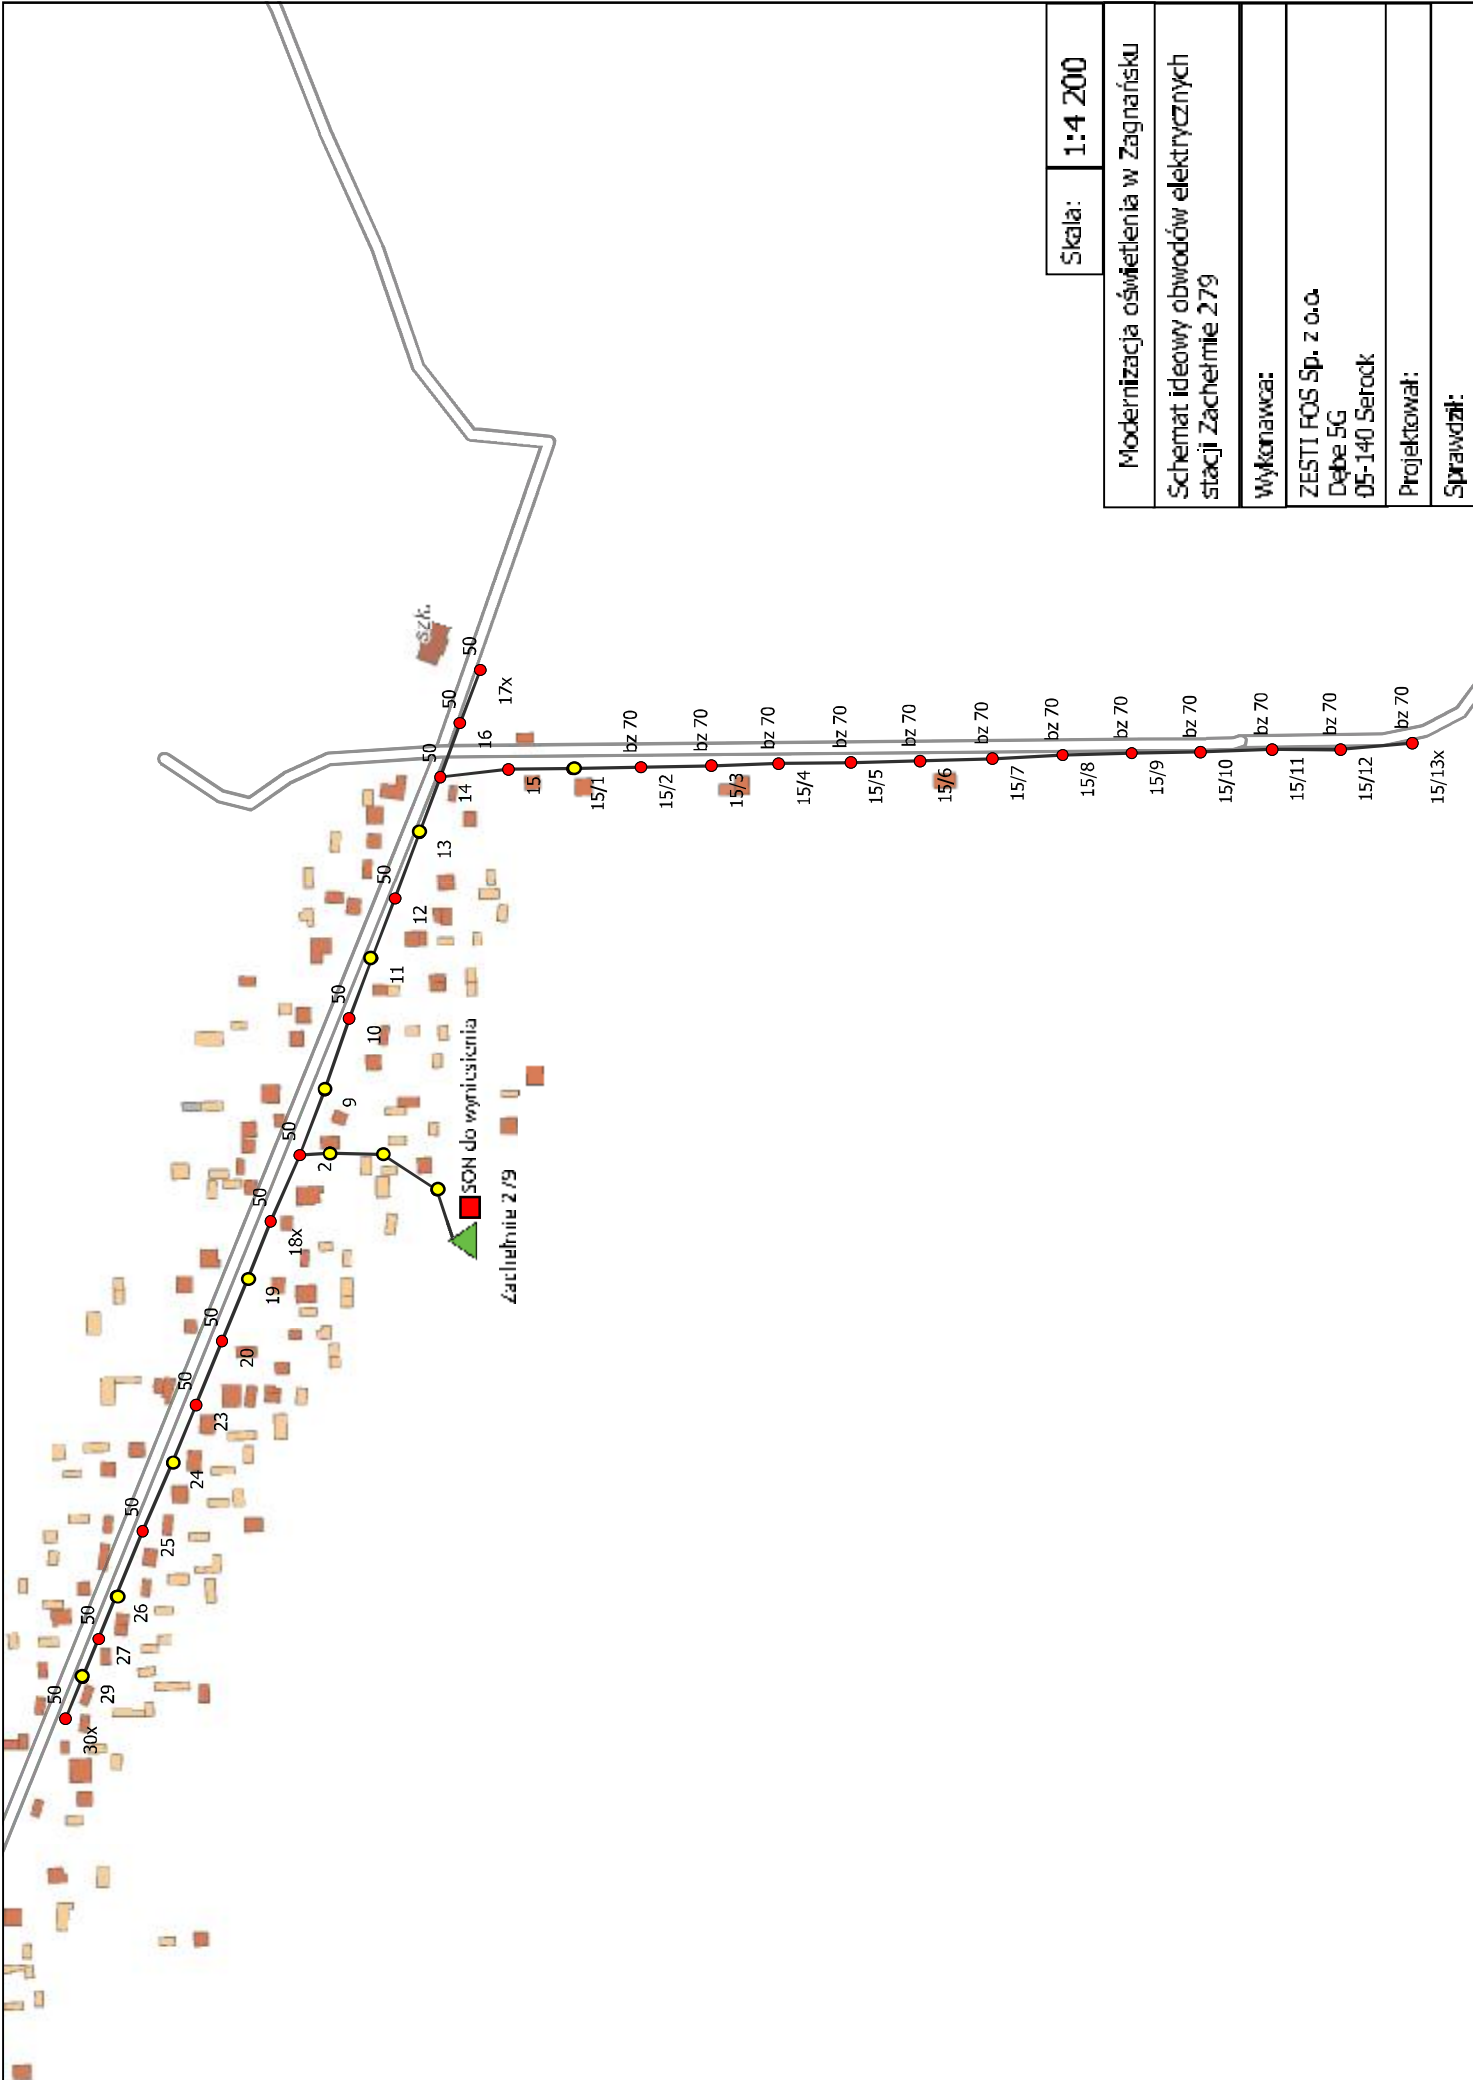 Skala:
1:4 200
Modernizacja oświetlenia w Zagnańsku
Schemat ideowy obwodów elektrycznych
stacji Zachełmie 279
Wykonawca:
ZESTI FOS Sp. z o.o.
Dębe 5G
05-140 Serock
Projektował:
Sprawdził:
szk.
50
30x
29
50
27
26
50
25
24
50
23
50
20
19
50
18x
50
2
9
50
10
11
50
12
13
50
14
50
16
50
17x
15
15/1
bz 70
15/2
bz 70
15/3
bz 70
15/4
bz 70
15/5
bz 70
15/6
bz 70
15/7
bz 70
15/8
bz 70
15/9
bz 70
15/10
bz 70
15/11
bz 70
15/12
bz 70
15/13x
SON do wyniesienia
Zachełmie 279